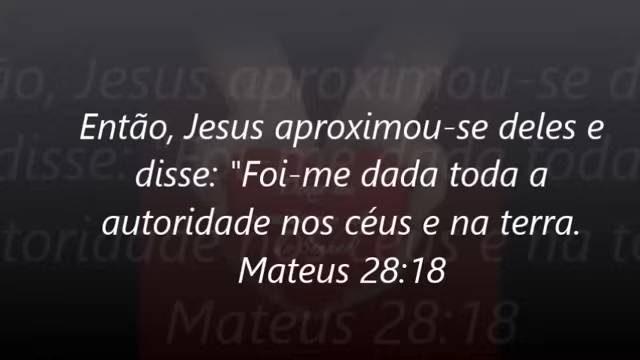 Então, Jesus aproximou-se deles e
disse: "Foi-me dada toda a
autoridade nos céus e na terra.
Mateus 28:18